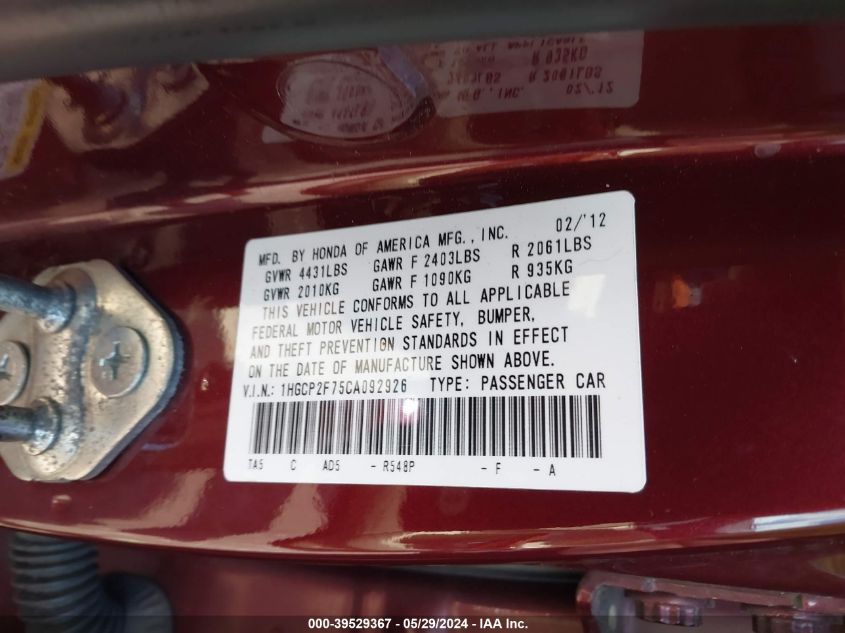 MFD. BY HONDA OF AMERICA MFG., INC. 02/'12
GVWR 4431LBS GAWR F 2403LBS R 2061LBS
GVWR 2010KG GAWR F 1090KG R 935KG
THIS VEHICLE CONFORMS TO ALL APPLICABLE
FEDERAL MOTOR VEHICLE SAFETY, BUMPER,
AND THEFT PREVENTION STANDARDS IN EFFECT
ON THE DATE OF MANUFACTURE SHOWN ABOVE.
V.I.N.: 1HGCP2F75CA092926 TYPE: PASSENGER CAR
TA5 C AD5 - R548P - F - A
000-39529367 - 05/29/2024 - IAA Inc.